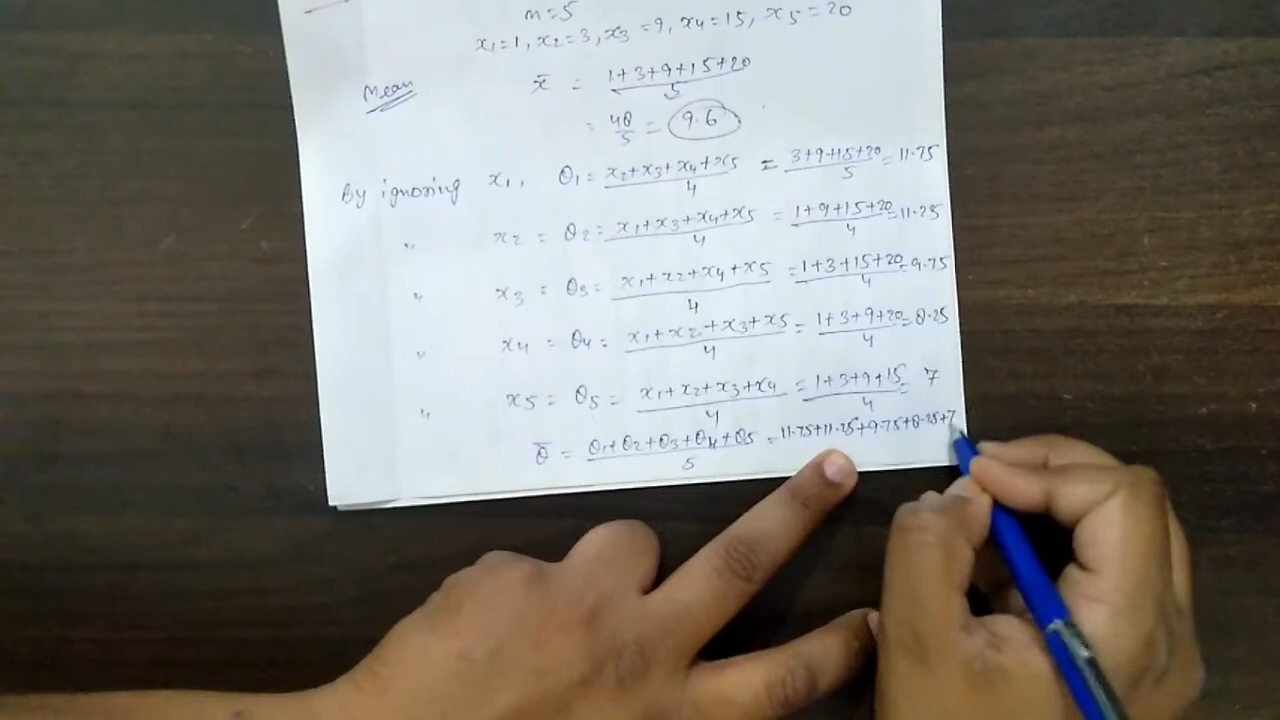 n=5
x1=1, x2=3, x3=9, x4=15, x5=20
Mean x̄ = 1+3+9+15+20 / 5
= 48/5 = 9.6
By ignoring x1, θ1 = x2+x3+x4+x5 / 4 = 3+9+15+20 / 5 = 11.75
" x2 = θ2 = x1+x3+x4+x5 / 4 = 1+9+15+20 / 4 = 11.25
" x3 = θ3 = x1+x2+x4+x5 / 4 = 1+3+15+20 / 4 = 9.75
" x4 = θ4 = x1+x2+x3+x5 / 4 = 1+3+9+20 / 4 = 8.25
" x5 = θ5 = x1+x2+x3+x4 / 4 = 1+3+9+15 / 4 = 7
θ̄ = θ1+θ2+θ3+θ4+θ5 / 5 = 11.75+11.25+9.75+8.25+7